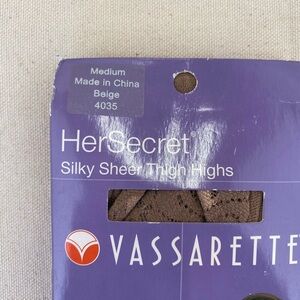 Medium
Made in China
Beige
4035
HerSecret®
Silky Sheer Thigh Highs
VASSARETTE